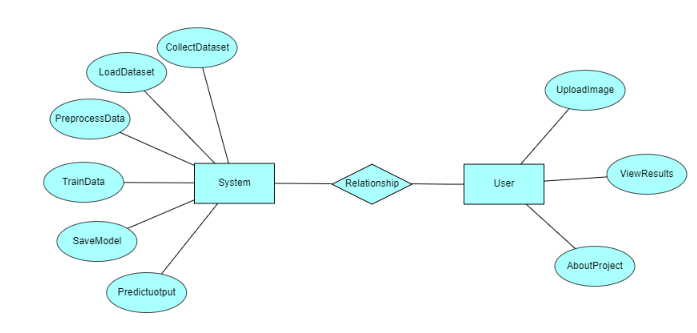 CollectDataset
LoadDataset
PreprocessData
TrainData
SaveModel
Predictuotput
System
Relationship
User
UploadImage
ViewResults
AboutProject